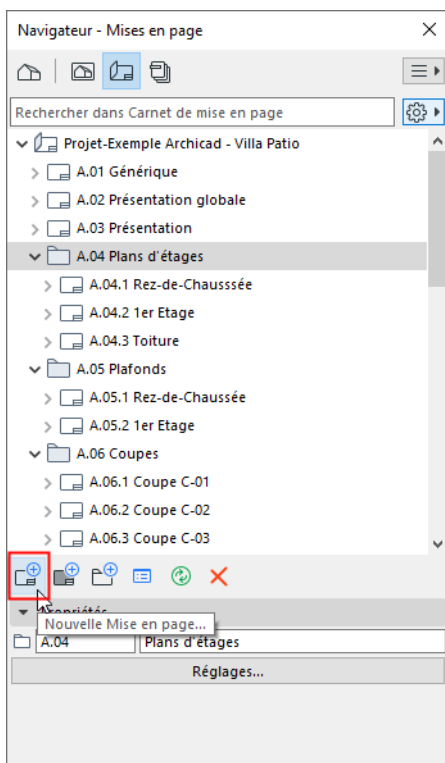 Navigateur - Mises en page
Rechercher dans Carnet de mise en page
Projet-Exemple Archicad - Villa Patio
A.01 Générique
A.02 Présentation globale
A.03 Présentation
A.04 Plans d'étages
A.04.1 Rez-de-Chausssée
A.04.2 1er Etage
A.04.3 Toiture
A.05 Plafonds
A.05.1 Rez-de-Chaussée
A.05.2 1er Etage
A.06 Coupes
A.06.1 Coupe C-01
A.06.2 Coupe C-02
A.06.3 Coupe C-03
Propriétés
Nouvelle Mise en page...
A.04 Plans d'étages
Réglages...